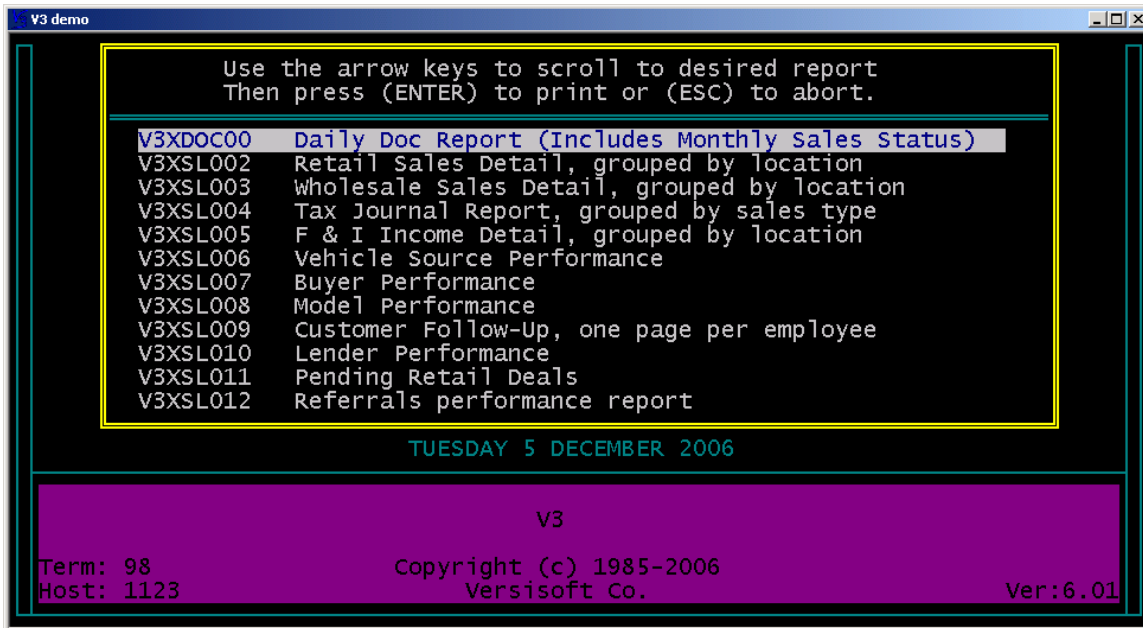 V3 demo
Use the arrow keys to scroll to desired report
Then press (ENTER) to print or (ESC) to abort.
V3XDOC00 Daily Doc Report (Includes Monthly Sales Status)
V3XSL002 Retail Sales Detail, grouped by location
V3XSL003 Wholesale Sales Detail, grouped by location
V3XSL004 Tax Journal Report, grouped by sales type
V3XSL005 F & I Income Detail, grouped by location
V3XSL006 Vehicle Source Performance
V3XSL007 Buyer Performance
V3XSL008 Model Performance
V3XSL009 Customer Follow-Up, one page per employee
V3XSL010 Lender Performance
V3XSL011 Pending Retail Deals
V3XSL012 Referrals performance report
TUESDAY 5 DECEMBER 2006
V3
Term: 98 Copyright (c) 1985-2006
Host: 1123 Versisoft Co. Ver:6.01